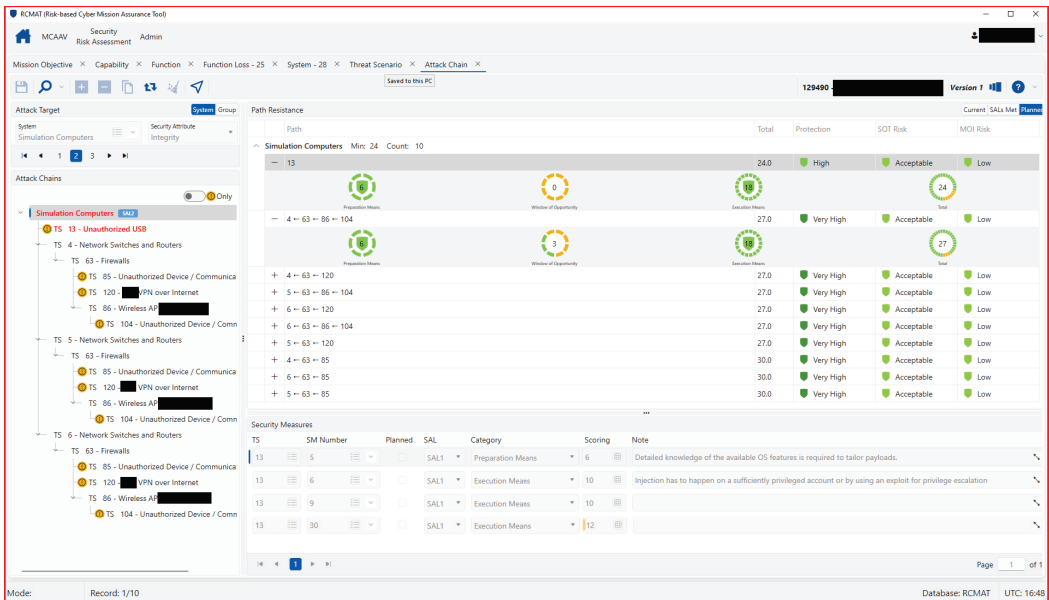 RCMAT (Risk-based Cyber Mission Assurance Tool)
MCAAV Security Risk Assessment Admin
Mission Objective × Capability × Function × Function Loss - 25 × System - 28 × Threat Scenario × Attack Chain ×
Saved to this PC
129490 - Version 1
Attack Target System Group
System Security Attribute
Simulation Computers Integrity
1 2 3
Attack Chains
Only
Simulation Computers SAL2
TS 13 - Unauthorized USB
TS 4 - Network Switches and Routers
TS 63 - Firewalls
TS 85 - Unauthorized Device / Communica
TS 120 - VPN over Internet
TS 86 - Wireless AP
TS 104 - Unauthorized Device / Comm
TS 5 - Network Switches and Routers
TS 63 - Firewalls
TS 85 - Unauthorized Device / Communica
TS 120 - VPN over Internet
TS 86 - Wireless AP
TS 104 - Unauthorized Device / Comm
TS 6 - Network Switches and Routers
TS 63 - Firewalls
TS 85 - Unauthorized Device / Communica
TS 120 - VPN over Internet
TS 86 - Wireless AP
TS 104 - Unauthorized Device / Comm
Path Resistance Current SALs Met Planned
Path Total Protection SOT Risk MOI Risk
Simulation Computers Min: 24 Count: 10
13 24.0 High Acceptable Low
6 0 18 24
Preparation Means Window of Opportunity Execution Means Total
4 ← 63 ← 86 ← 104 27.0 Very High Acceptable Low
6 3 18 27
Preparation Means Window of Opportunity Execution Means Total
4 ← 63 ← 120 27.0 Very High Acceptable Low
5 ← 63 ← 86 ← 104 27.0 Very High Acceptable Low
6 ← 63 ← 120 27.0 Very High Acceptable Low
6 ← 63 ← 86 ← 104 27.0 Very High Acceptable Low
5 ← 63 ← 120 27.0 Very High Acceptable Low
4 ← 63 ← 85 30.0 Very High Acceptable Low
6 ← 63 ← 85 30.0 Very High Acceptable Low
5 ← 63 ← 85 30.0 Very High Acceptable Low
Security Measures
TS SM Number Planned SAL Category Scoring Note
13 5 SAL1 Preparation Means 6 Detailed knowledge of the available OS features is required to tailor payloads.
13 6 SAL1 Execution Means 10 Injection has to happen on a sufficiently privileged account or by using an exploit for privilege escalation
13 9 SAL1 Execution Means 10
13 30 SAL1 Execution Means 12
1 Page 1 of 1
Mode: Record: 1/10 Database: RCMAT UTC: 16:48